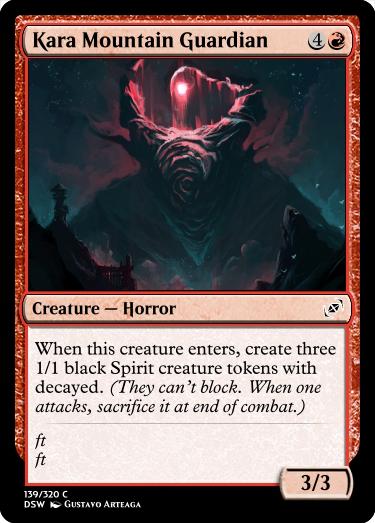 Kara Mountain Guardian 4
Creature — Horror
When this creature enters, create three
1/1 black Spirit creature tokens with
decayed. (They can't block. When one
attacks, sacrifice it at end of combat.)
ft
ft
3/3
139/320 C
DSW Gustavo Arteaga